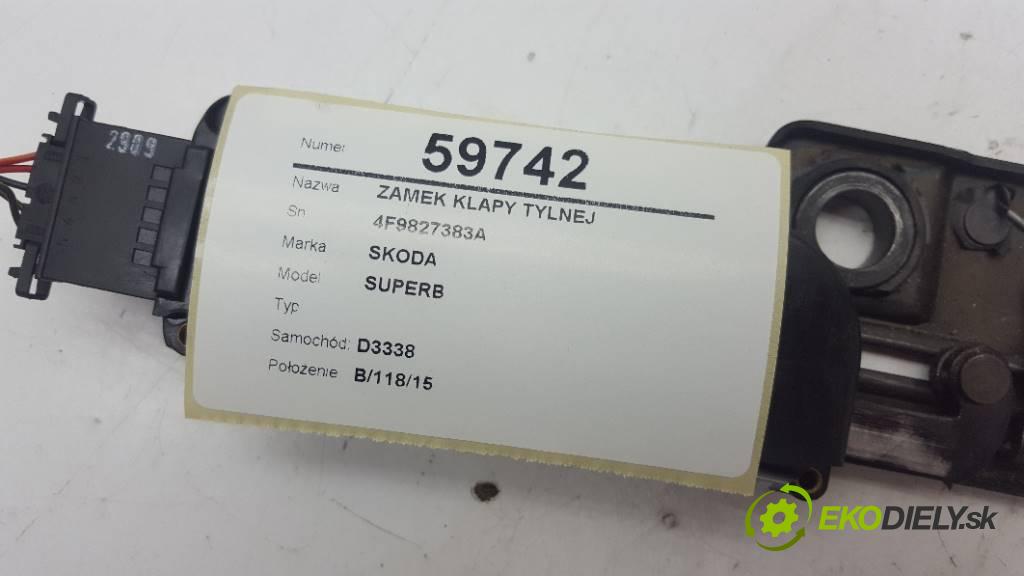 2989
Numer 59742
Nazwa ZAMEK KLAPY TYLNEJ
Sn 4F9827383A
Marka SKODA
Model SUPERB
Typ
Samochód: D3338
Położenie B/118/15
EKODIELY.sk